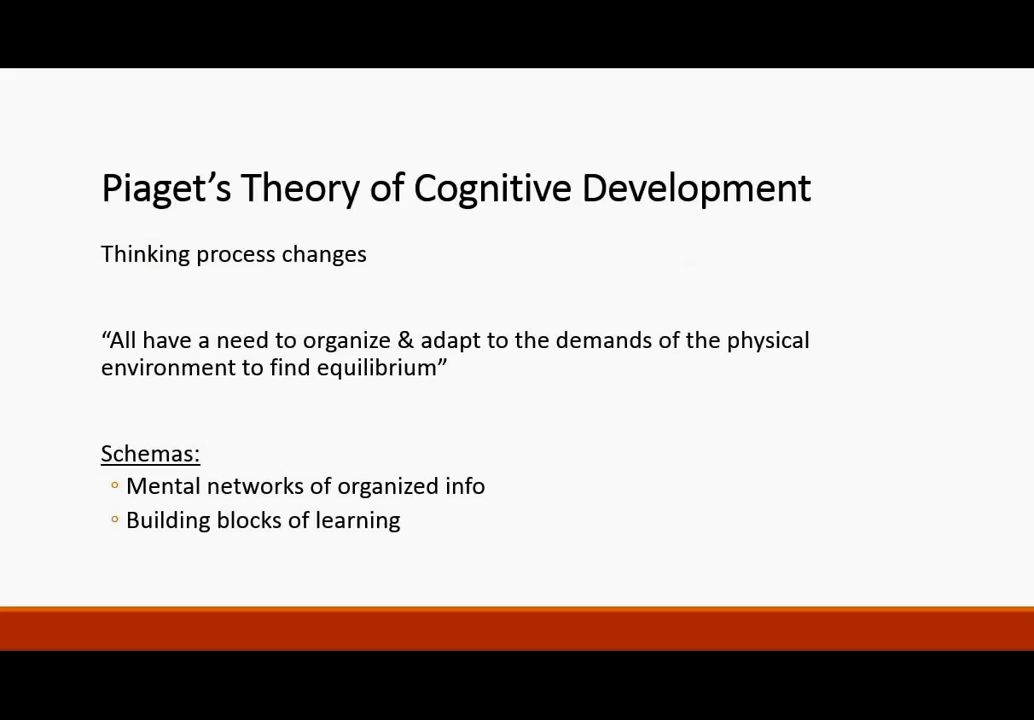 Piaget’s Theory of Cognitive Development
Thinking process changes
“All have a need to organize & adapt to the demands of the physical
environment to find equilibrium”
Schemas:
◦ Mental networks of organized info
◦ Building blocks of learning